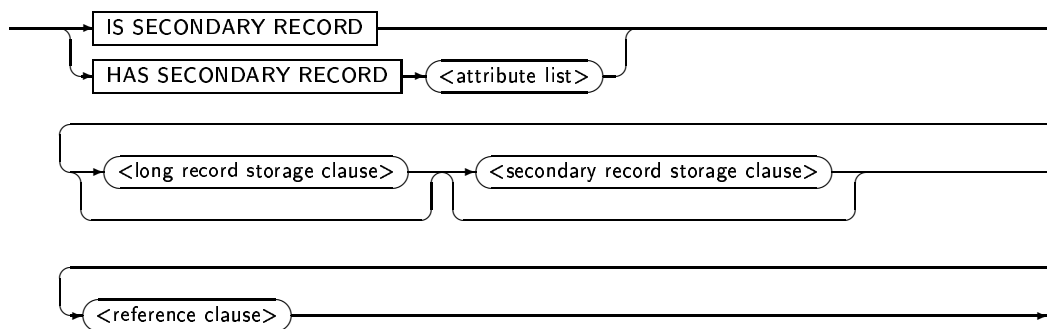 IS SECONDARY RECORD
HAS SECONDARY RECORD <attribute list>
<long record storage clause> <secondary record storage clause>
<reference clause>